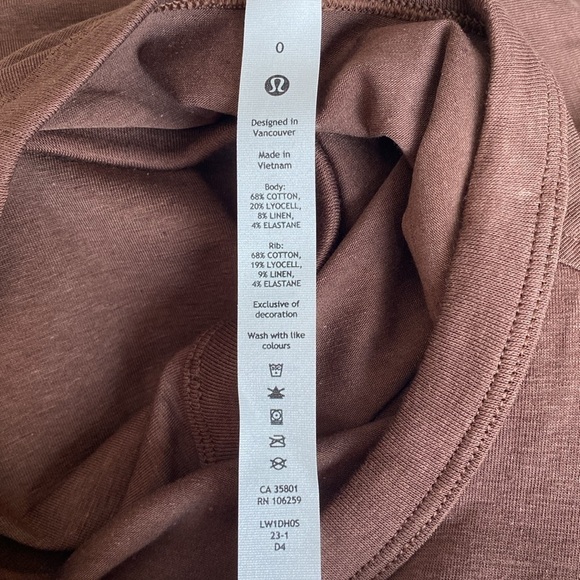 0
Designed in
Vancouver
Made in
Vietnam
Body:
68% COTTON,
20% LYOCELL,
8% LINEN,
4% ELASTANE
Rib:
68% COTTON,
19% LYOCELL,
9% LINEN,
4% ELASTANE
Exclusive of
decoration
Wash with like
colours
CA 35801
RN 106259
LW1DH0S
23-1
D4